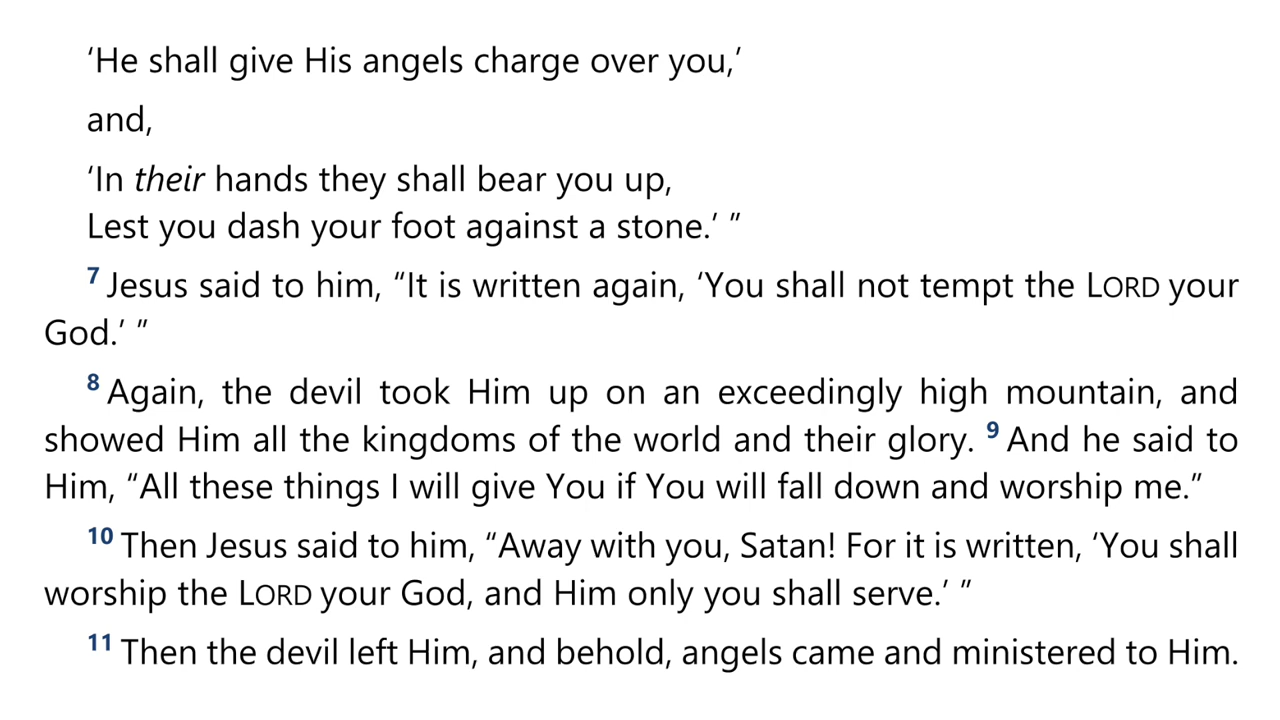 ‘He shall give His angels charge over you,’
and,
‘In their hands they shall bear you up,
Lest you dash your foot against a stone.’ ”
7 Jesus said to him, “It is written again, ‘You shall not tempt the LORD your
God.’ ”
8 Again, the devil took Him up on an exceedingly high mountain, and
showed Him all the kingdoms of the world and their glory. 9 And he said to
Him, “All these things I will give You if You will fall down and worship me.”
10 Then Jesus said to him, “Away with you, Satan! For it is written, ‘You shall
worship the LORD your God, and Him only you shall serve.’ ”
11 Then the devil left Him, and behold, angels came and ministered to Him.